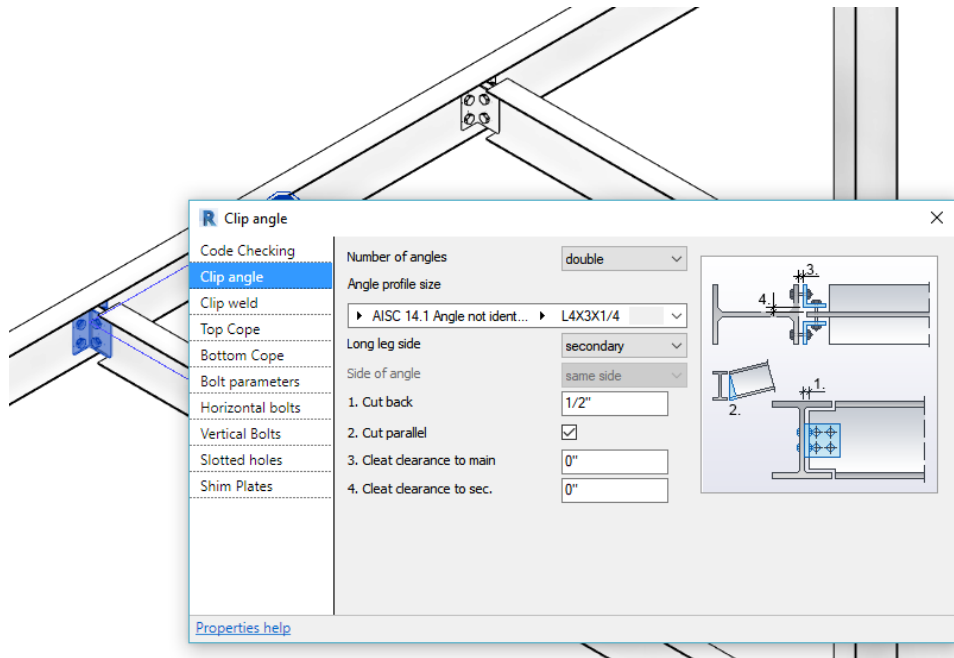 R Clip angle
Code Checking
Clip angle
Clip weld
Top Cope
Bottom Cope
Bolt parameters
Horizontal bolts
Vertical Bolts
Slotted holes
Shim Plates
Properties help
Number of angles
double
Angle profile size
AISC 14.1 Angle not ident... L4X3X1/4
Long leg side
secondary
Side of angle
same side
1. Cut back
1/2"
2. Cut parallel
3. Cleat clearance to main
0"
4. Cleat clearance to sec.
0"
3.
4.
1.
2.